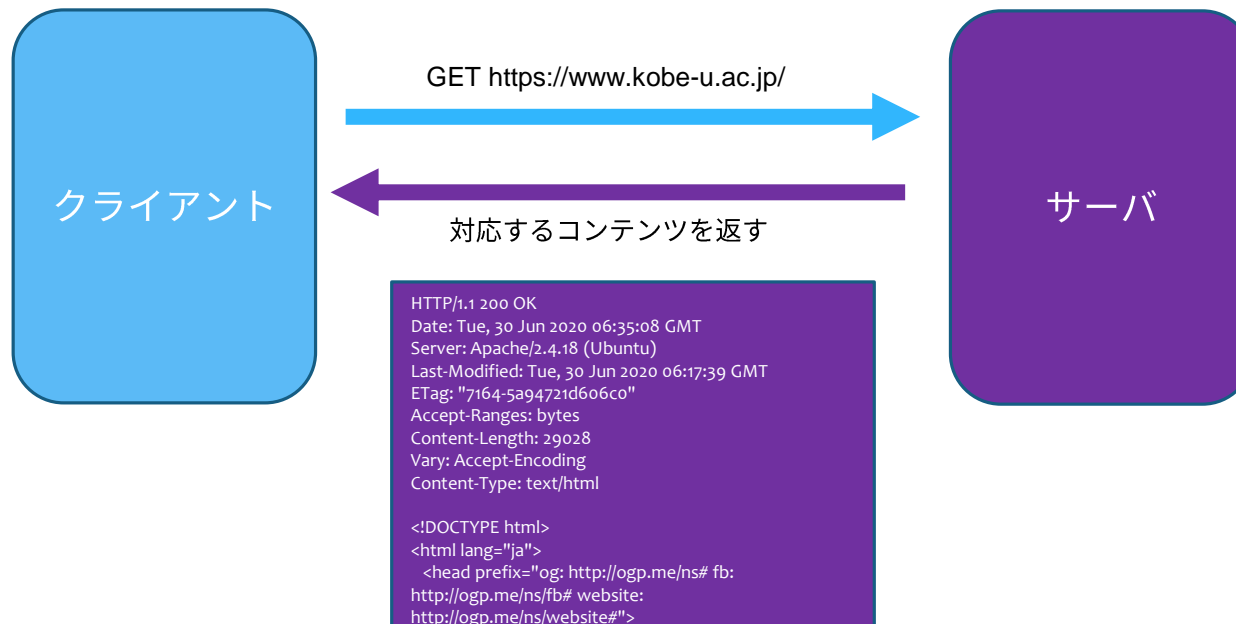 GET https://www.kobe-u.ac.jp/
クライアント
サーバ
対応するコンテンツを返す
HTTP/1.1 200 OK
Date: Tue, 30 Jun 2020 06:35:08 GMT
Server: Apache/2.4.18 (Ubuntu)
Last-Modified: Tue, 30 Jun 2020 06:17:39 GMT
ETag: "7164-5a94721d606c0"
Accept-Ranges: bytes
Content-Length: 29028
Vary: Accept-Encoding
Content-Type: text/html
<!DOCTYPE html>
<html lang="ja">
<head prefix="og: http://ogp.me/ns# fb:
http://ogp.me/ns/fb# website:
http://ogp.me/ns/website#">